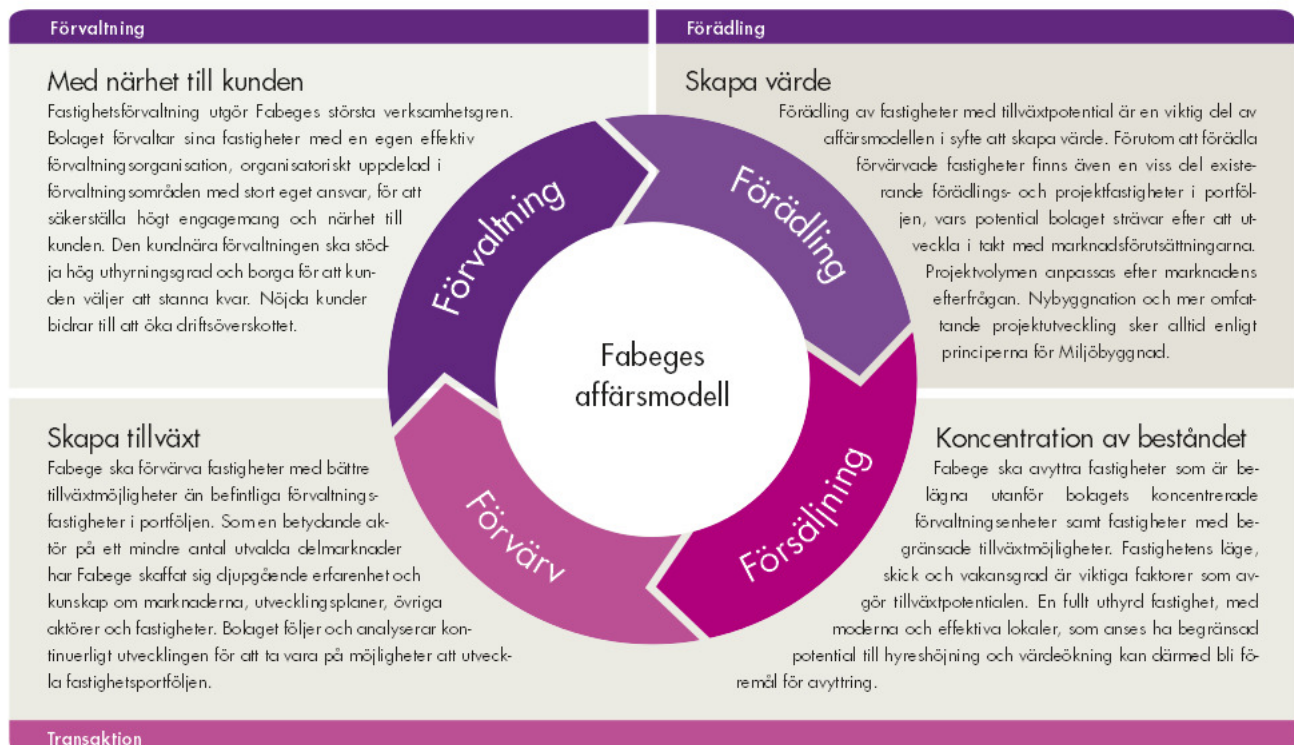 Förvaltning
Med närhet till kunden
Fastighetsförvaltning utgör Fabeges största verksamhetsgren.
Bolaget förvaltar sina fastigheter med en egen effektiv
förvaltningsorganisation, organisatoriskt uppdelad i
förvaltningsområden med stort eget ansvar, för att
säkerställa högt engagemang och närhet till
kunden. Den kundnära förvaltningen ska stöd-
ja hög uthyrningsgrad och borga för att kun-
den väljer att stanna kvar. Nöjda kunder
bidrar till att öka driftsöverskottet.
Förädling
Skapa värde
Förädling av fastigheter med tillväxtpotential är en viktig del av
affärsmodellen i syfte att skapa värde. Förutom att förädla
förvärvade fastigheter finns även en viss del existe-
rande förädlings- och projektfastigheter i portföl-
jen, vars potential bolaget strävar efter att ut-
veckla i takt med marknadsförutsättningarna.
Projektvolymen anpassas efter marknadens
efterfrågan. Nybyggnation och mer omfat-
tande projektutveckling sker alltid enligt
principerna för Miljöbyggnad.
Förvaltning
Förädling
Fabeges
affärsmodell
Förvärv
Försäljning
Skapa tillväxt
Fabege ska förvärva fastigheter med bättre
tillväxtmöjligheter än befintliga förvaltnings-
fastigheter i portföljen. Som en betydande ak-
tör på ett mindre antal utvalda delmarknader
har Fabege skaffat sig djupgående erfarenhet och
kunskap om marknaderna, utvecklingsplaner, övriga
aktörer och fastigheter. Bolaget följer och analyserar kon-
tinuerligt utvecklingen för att ta vara på möjligheter att utveck-
la fastighetsportföljen.
Koncentration av beståndet
Fabege ska avyttra fastigheter som är be-
lägna utanför bolagets koncentrerade
förvaltningsenheter samt fastigheter med be-
gränsade tillväxtmöjligheter. Fastighetens läge,
skick och vakansgrad är viktiga faktorer som av-
gör tillväxtpotentialen. En fullt uthyrd fastighet, med
moderna och effektiva lokaler, som anses ha begränsad
potential till hyreshöjning och värdeökning kan därmed bli fö-
remål för avyttring.
Transaktion